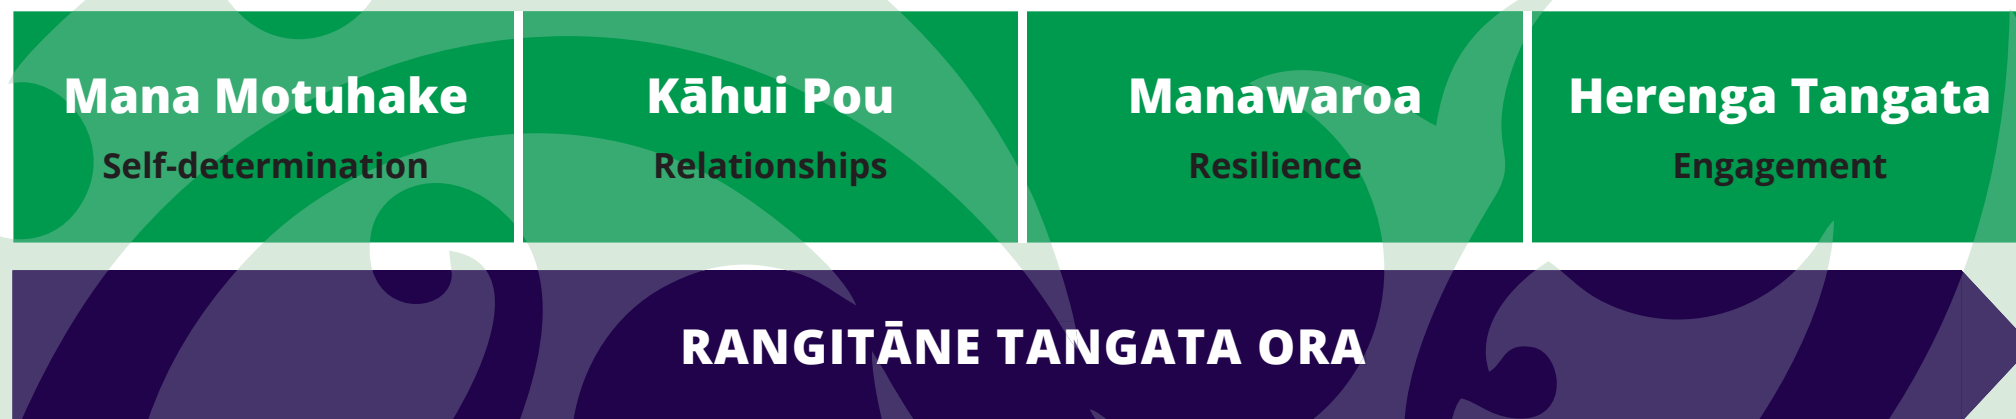 Mana Motuhake
Self-determination
Kāhui Pou
Relationships
Manawaroa
Resilience
Herenga Tangata
Engagement
RANGITĀNE TANGATA ORA